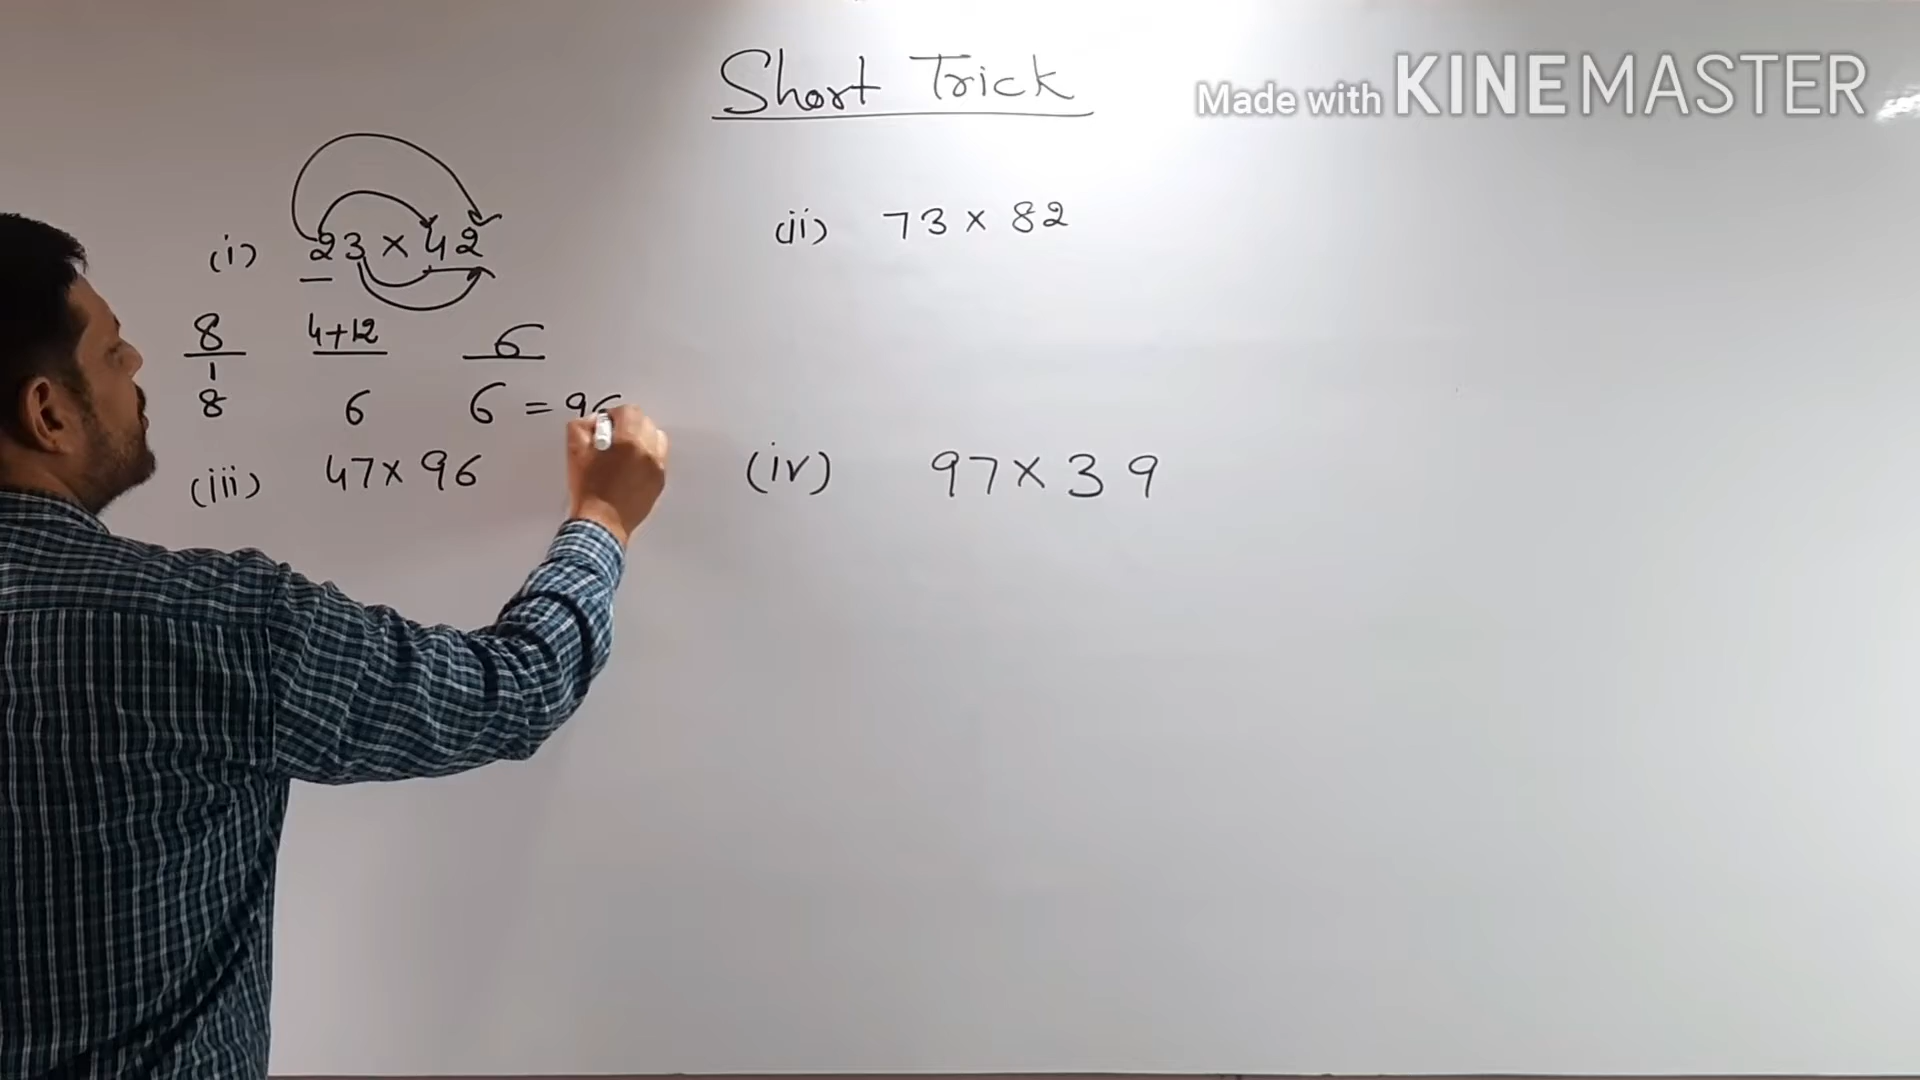 Short Trick
Made with KINEMASTER
(i) 23 × 42
(ii) 73 × 82
8 4+12 6
1
8 6 6 = 96
(iii) 47 × 96
(iv) 97 × 39